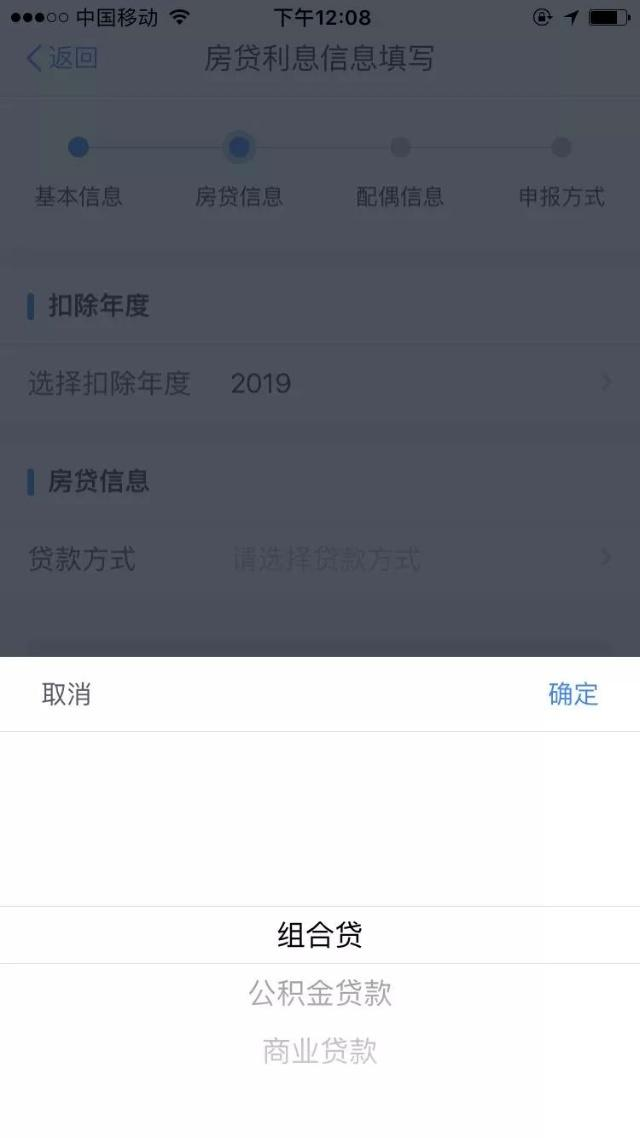 中国移动 下午12:08
返回 房贷利息信息填写
基本信息 房贷信息 配偶信息 申报方式
扣除年度
选择扣除年度 2019
房贷信息
贷款方式 请选择贷款方式
取消 确定
组合贷
公积金贷款
商业贷款